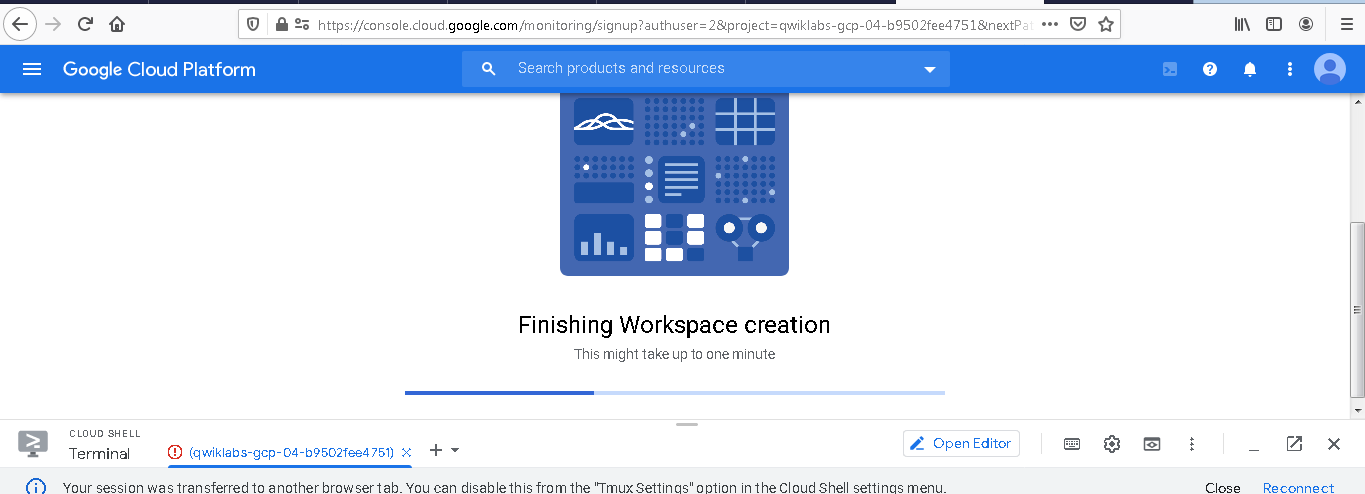 https://console.cloud.google.com/monitoring/signup?authuser=2&project=qwiklabs-gcp-04-b9502fee4751&nextPat
Google Cloud Platform
Search products and resources
Finishing Workspace creation
This might take up to one minute
CLOUD SHELL
Terminal
(qwiklabs-gcp-04-b9502fee4751)
Open Editor
Your session was transferred to another browser tab. You can disable this from the "Tmux Settings" option in the Cloud Shell settings menu.
Close
Reconnect